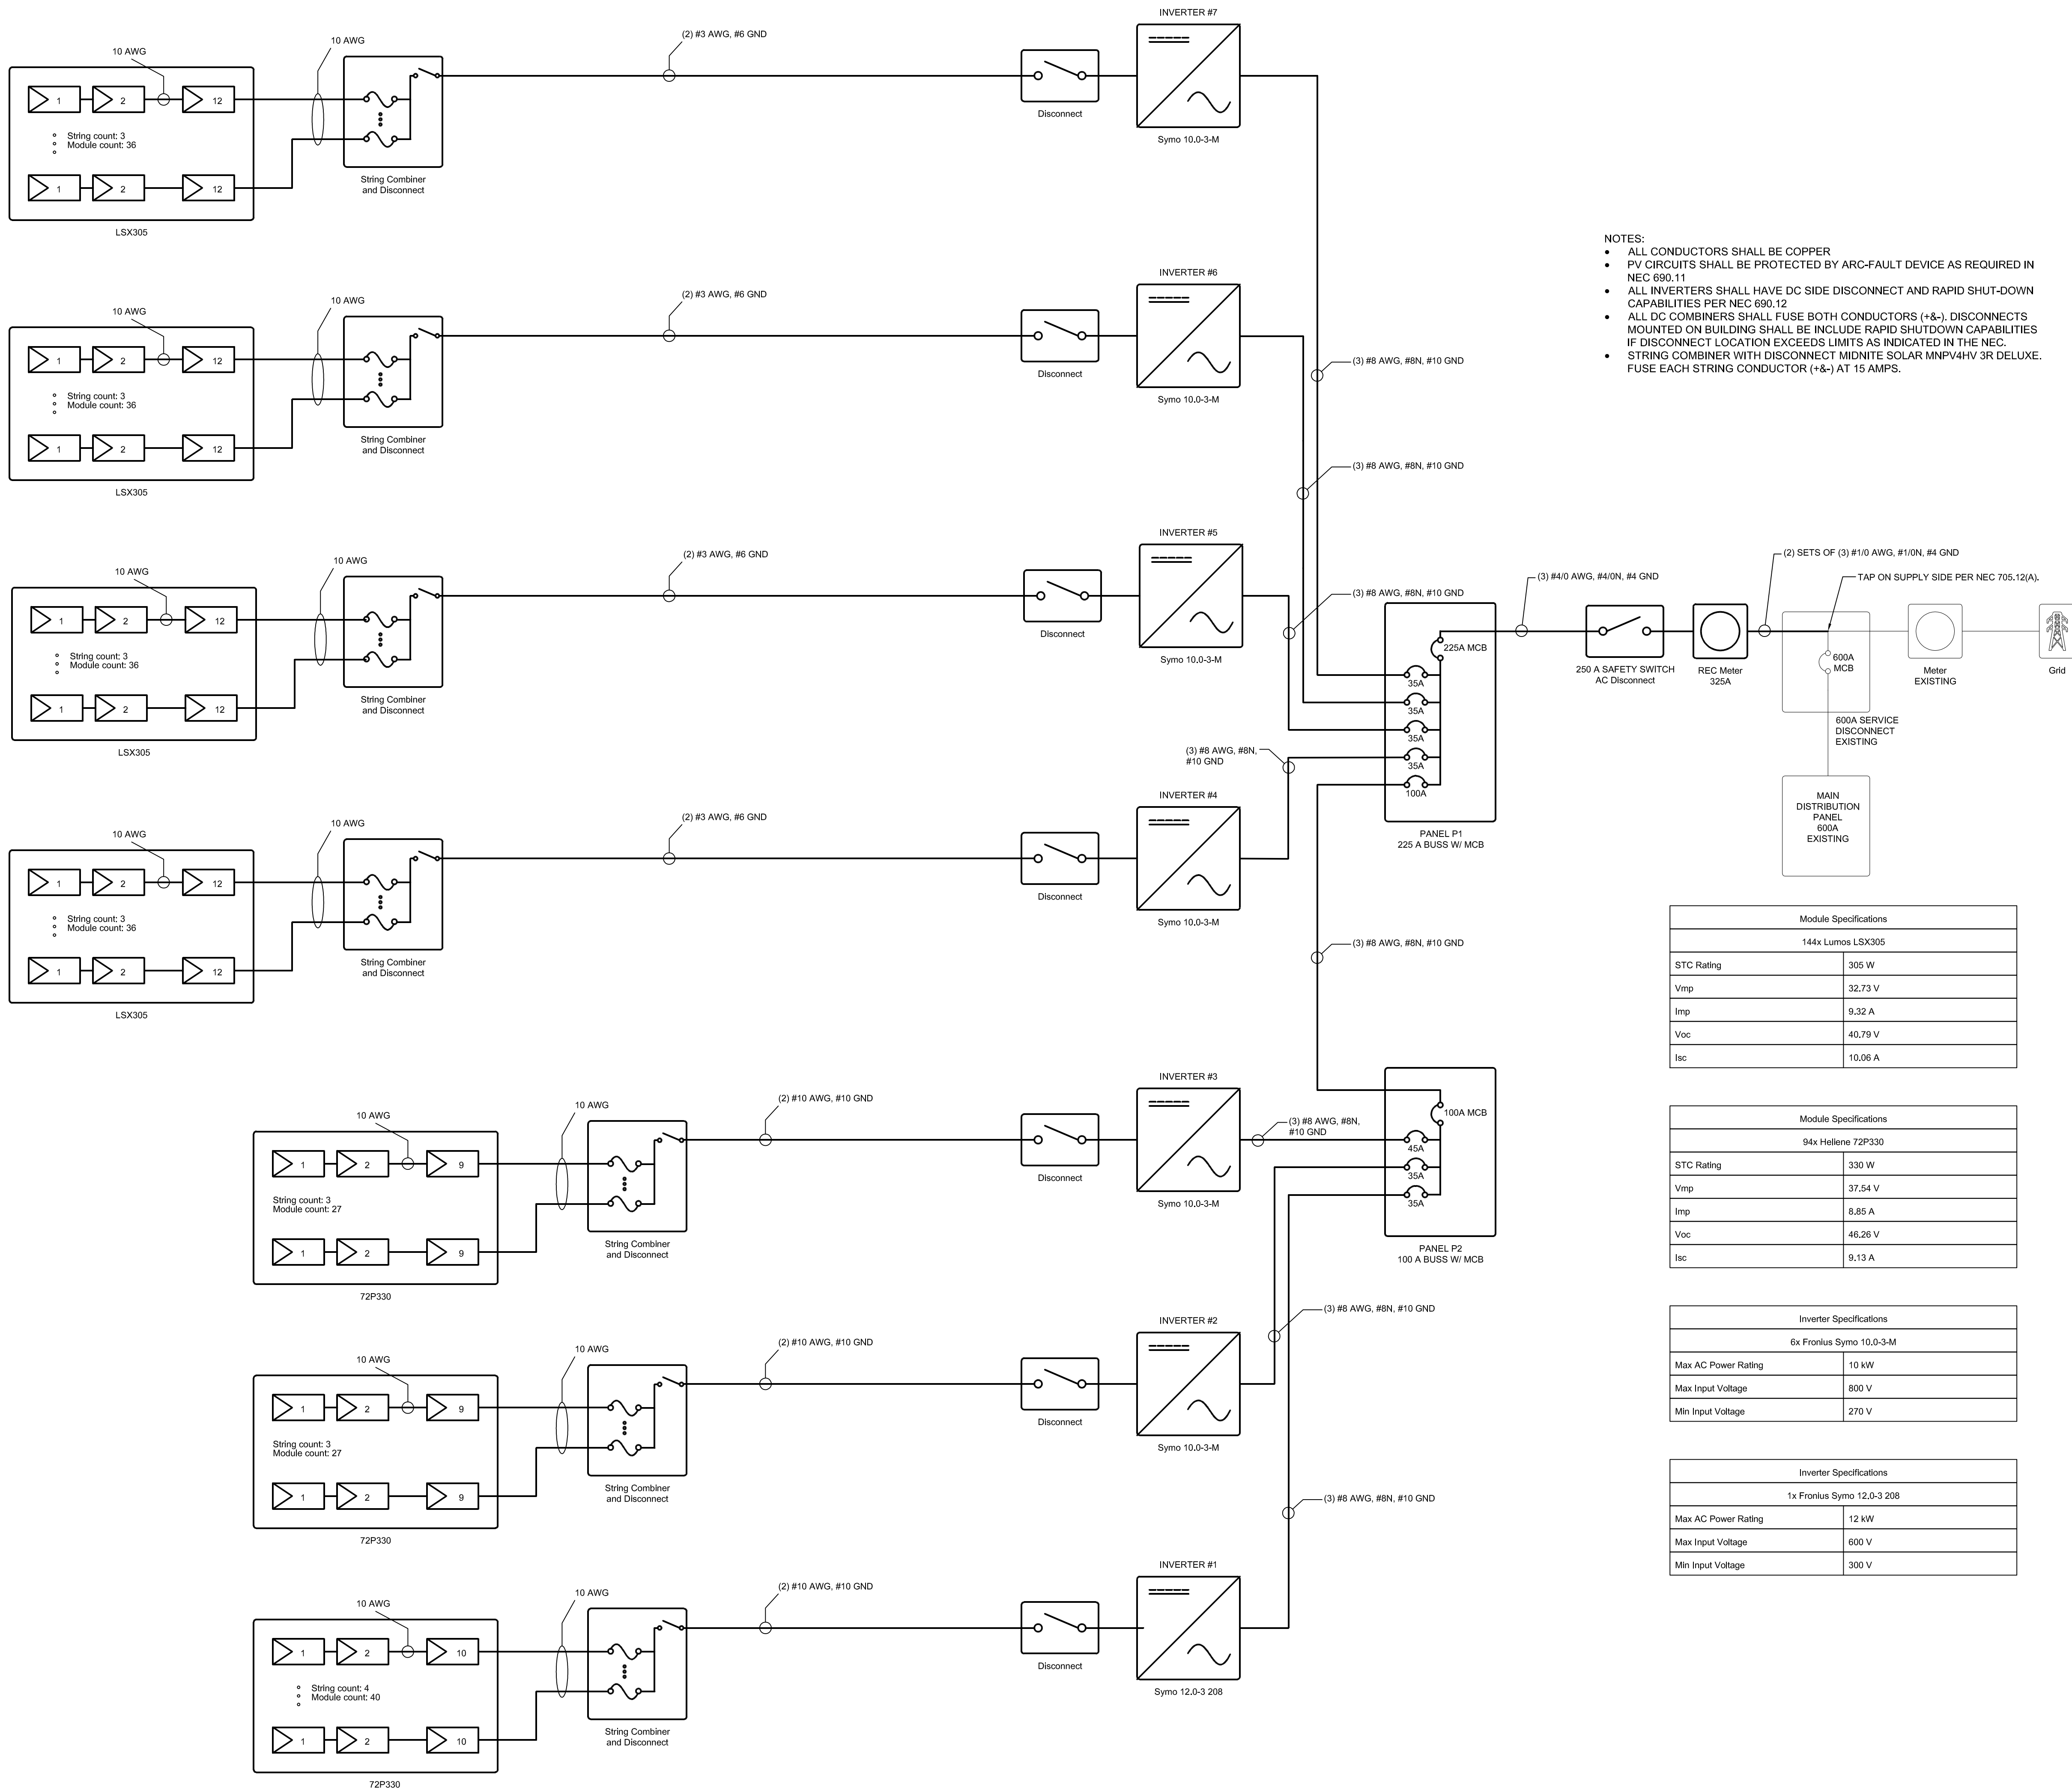 INVERTER #7
10 AWG
10 AWG
(2) #3 AWG, #6 GND
1
2
12
String count: 3
Module count: 36
1
2
12
LSX305
String Combiner
and Disconnect
Disconnect
Symo 10.0-3-M
INVERTER #6
10 AWG
10 AWG
(2) #3 AWG, #6 GND
1
2
12
String count: 3
Module count: 36
1
2
12
LSX305
String Combiner
and Disconnect
Disconnect
Symo 10.0-3-M
INVERTER #5
10 AWG
10 AWG
(2) #3 AWG, #6 GND
1
2
12
String count: 3
Module count: 36
1
2
12
LSX305
String Combiner
and Disconnect
Disconnect
Symo 10.0-3-M
INVERTER #4
10 AWG
10 AWG
(2) #3 AWG, #6 GND
1
2
12
String count: 3
Module count: 36
1
2
12
LSX305
String Combiner
and Disconnect
Disconnect
Symo 10.0-3-M
INVERTER #3
10 AWG
10 AWG
(2) #10 AWG, #10 GND
1
2
9
String count: 3
Module count: 27
1
2
9
72P330
String Combiner
and Disconnect
Disconnect
Symo 10.0-3-M
INVERTER #2
10 AWG
10 AWG
(2) #10 AWG, #10 GND
1
2
9
String count: 3
Module count: 27
1
2
9
72P330
String Combiner
and Disconnect
Disconnect
Symo 10.0-3-M
INVERTER #1
10 AWG
10 AWG
(2) #10 AWG, #10 GND
1
2
10
String count: 4
Module count: 40
1
2
10
72P330
String Combiner
and Disconnect
Disconnect
Symo 12.0-3 208
(3) #8 AWG, #8N, #10 GND
(3) #8 AWG, #8N, #10 GND
(3) #8 AWG, #8N, #10 GND
(3) #8 AWG, #8N,
#10 GND
225A MCB
35A
35A
35A
35A
100A
PANEL P1
225 A BUSS W/ MCB
(3) #8 AWG, #8N, #10 GND
(3) #8 AWG, #8N,
#10 GND
100A MCB
45A
35A
35A
PANEL P2
100 A BUSS W/ MCB
(3) #8 AWG, #8N, #10 GND
(3) #8 AWG, #8N, #10 GND
NOTES:
• ALL CONDUCTORS SHALL BE COPPER
• PV CIRCUITS SHALL BE PROTECTED BY ARC-FAULT DEVICE AS REQUIRED IN
NEC 690.11
• ALL INVERTERS SHALL HAVE DC SIDE DISCONNECT AND RAPID SHUT-DOWN
CAPABILITIES PER NEC 690.12
• ALL DC COMBINERS SHALL FUSE BOTH CONDUCTORS (+&-). DISCONNECTS
MOUNTED ON BUILDING SHALL BE INCLUDE RAPID SHUTDOWN CAPABILITIES
IF DISCONNECT LOCATION EXCEEDS LIMITS AS INDICATED IN THE NEC.
• STRING COMBINER WITH DISCONNECT MIDNITE SOLAR MNPV4HV 3R DELUXE.
FUSE EACH STRING CONDUCTOR (+&-) AT 15 AMPS.
(3) #4/0 AWG, #4/0N, #4 GND
(2) SETS OF (3) #1/0 AWG, #1/0N, #4 GND
TAP ON SUPPLY SIDE PER NEC 705.12(A).
250 A SAFETY SWITCH
AC Disconnect
REC Meter
325A
600A
MCB
Meter
EXISTING
Grid
600A SERVICE
DISCONNECT
EXISTING
MAIN
DISTRIBUTION
PANEL
600A
EXISTING
Module Specifications
144x Lumos LSX305
STC Rating 305 W
Vmp 32.73 V
Imp 9.32 A
Voc 40.79 V
Isc 10.06 A
Module Specifications
94x Heliene 72P330
STC Rating 330 W
Vmp 37.54 V
Imp 8.85 A
Voc 46.26 V
Isc 9.13 A
Inverter Specifications
6x Fronius Symo 10.0-3-M
Max AC Power Rating 10 kW
Max Input Voltage 800 V
Min Input Voltage 270 V
Inverter Specifications
1x Fronius Symo 12.0-3 208
Max AC Power Rating 12 kW
Max Input Voltage 600 V
Min Input Voltage 300 V